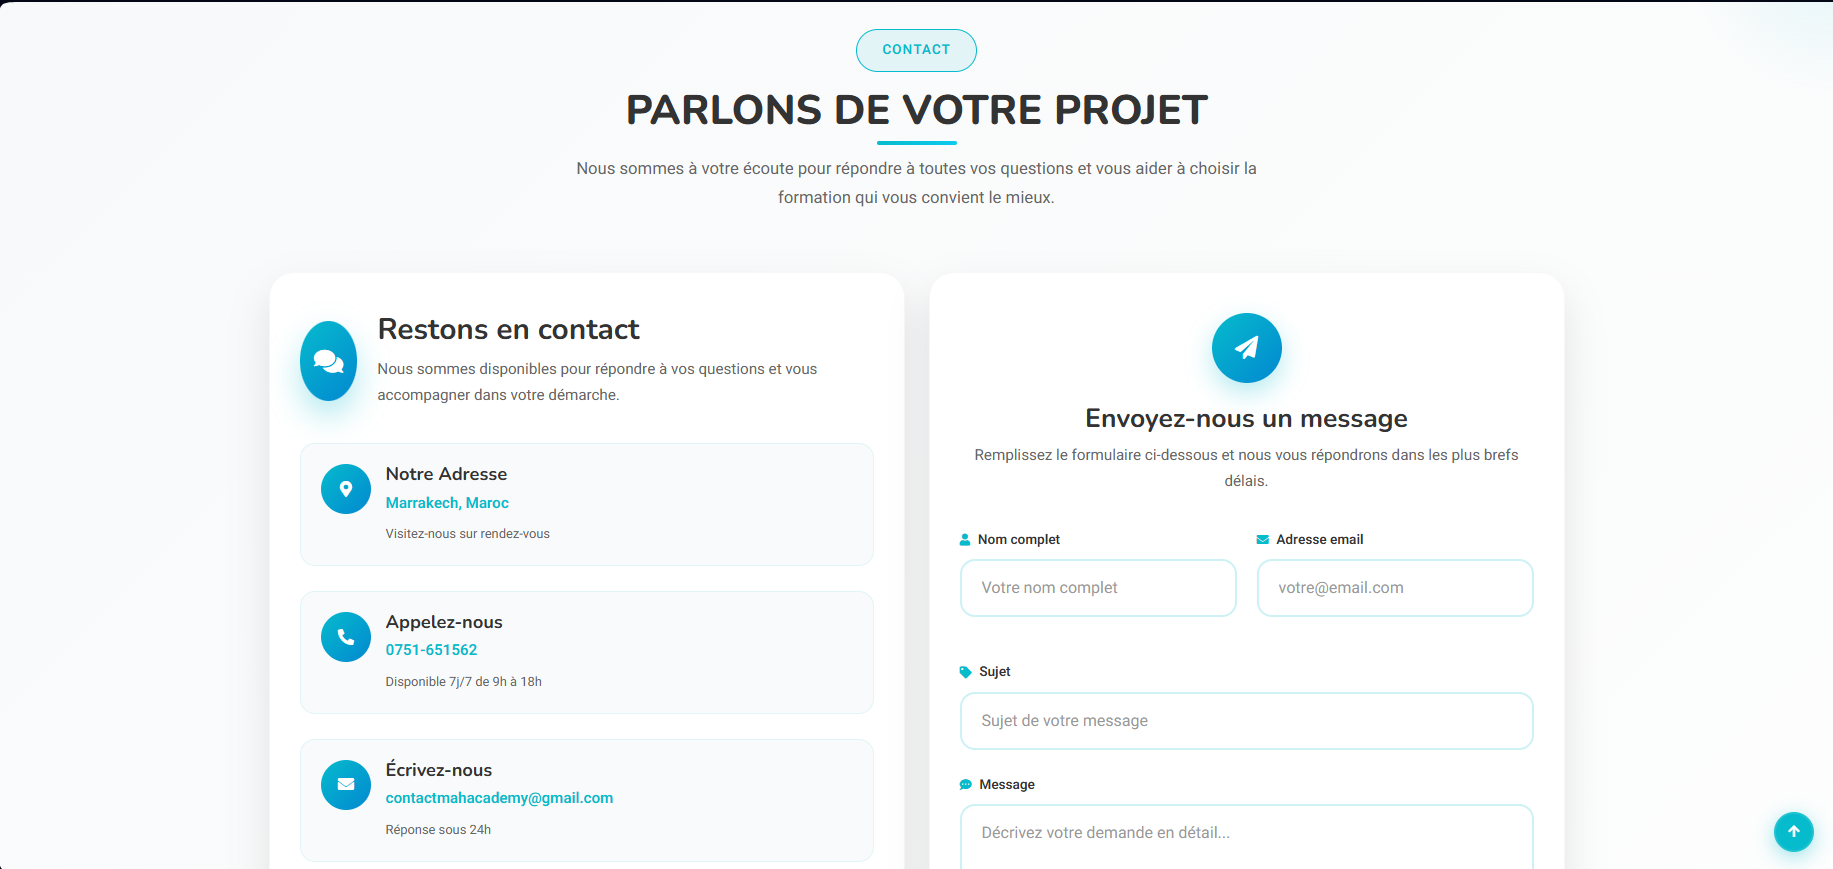 CONTACT
PARLONS DE VOTRE PROJET
Nous sommes à votre écoute pour répondre à toutes vos questions et vous aider à choisir la
formation qui vous convient le mieux.
Restons en contact
Nous sommes disponibles pour répondre à vos questions et vous
accompagner dans votre démarche.
Notre Adresse
Marrakech, Maroc
Visitez-nous sur rendez-vous
Appelez-nous
0751-651562
Disponible 7j/7 de 9h à 18h
Écrivez-nous
contactmahacademy@gmail.com
Réponse sous 24h
Envoyez-nous un message
Remplissez le formulaire ci-dessous et nous vous répondrons dans les plus brefs
délais.
Nom complet
Votre nom complet
Adresse email
votre@email.com
Sujet
Sujet de votre message
Message
Décrivez votre demande en détail...